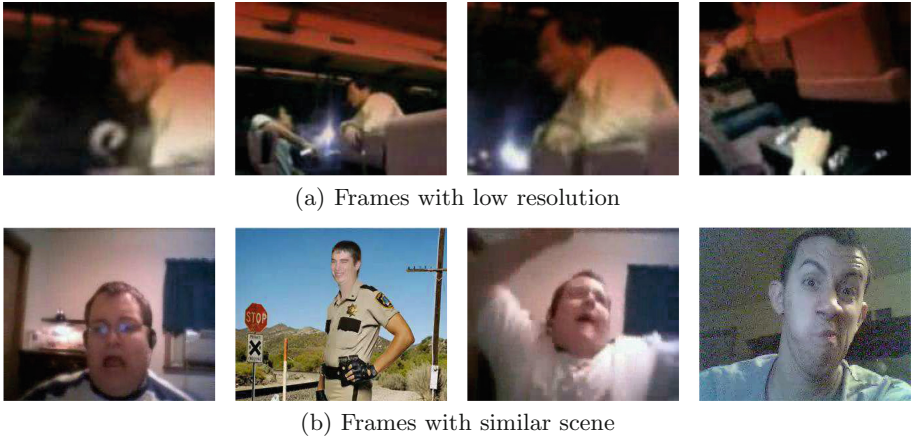 (a) Frames with low resolution
STOP
(b) Frames with similar scene